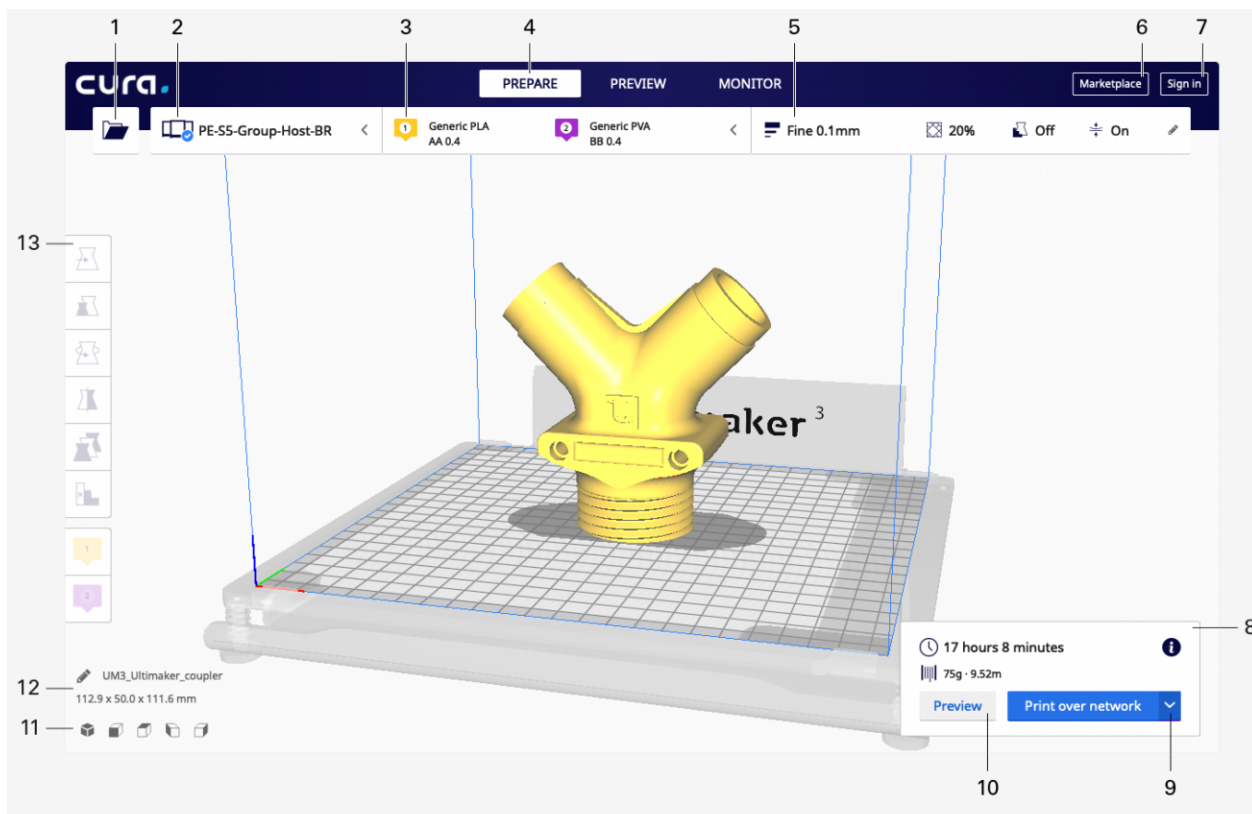 1 2 3 4 5 6 7
cura.
PREPARE PREVIEW MONITOR Marketplace Sign in
PE-S5-Group-Host-BR
1 Generic PLA
AA 0.4
2 Generic PVA
BB 0.4
Fine 0.1mm 20% Off On
13
aker 3
1
2
8
17 hours 8 minutes
75g · 9.52m
Preview Print over network
12
UM3_Ultimaker_coupler
112.9 x 50.0 x 111.6 mm
11
10 9